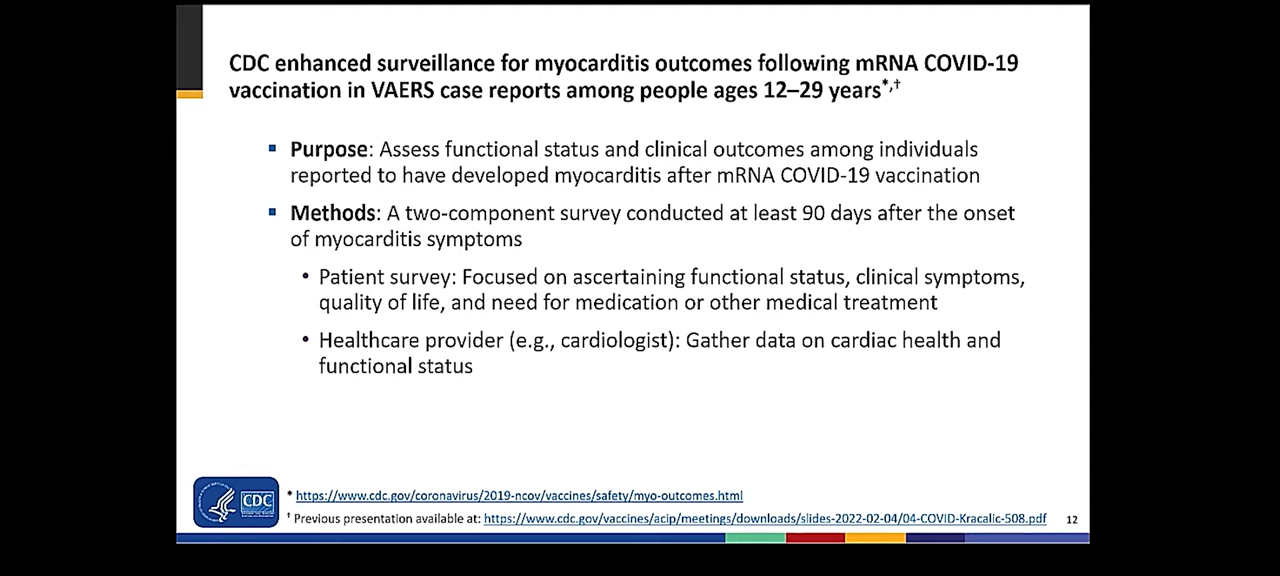 CDC enhanced surveillance for myocarditis outcomes following mRNA COVID-19
vaccination in VAERS case reports among people ages 12–29 years*,†
▪ Purpose: Assess functional status and clinical outcomes among individuals
reported to have developed myocarditis after mRNA COVID-19 vaccination
▪ Methods: A two-component survey conducted at least 90 days after the onset
of myocarditis symptoms
• Patient survey: Focused on ascertaining functional status, clinical symptoms,
quality of life, and need for medication or other medical treatment
• Healthcare provider (e.g., cardiologist): Gather data on cardiac health and
functional status
CDC
* https://www.cdc.gov/coronavirus/2019-ncov/vaccines/safety/myo-outcomes.html
† Previous presentation available at: https://www.cdc.gov/vaccines/acip/meetings/downloads/slides-2022-02-04/04-COVID-Kracalic-508.pdf
12